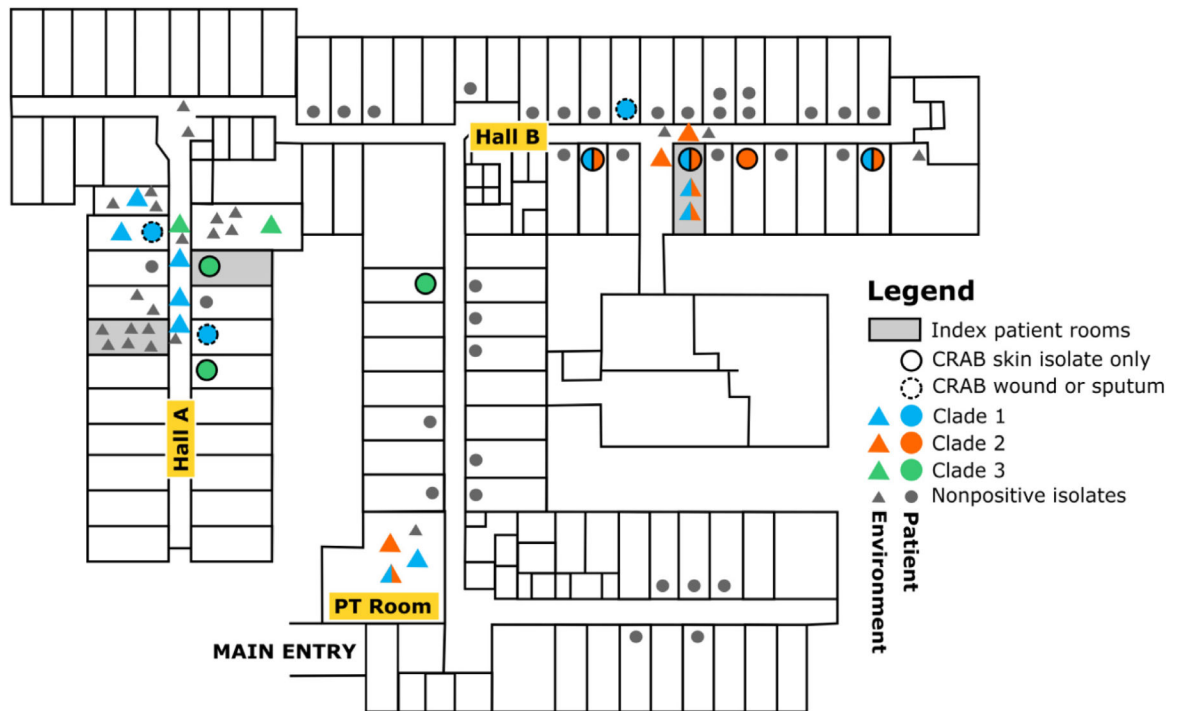 Hall B
Hall A
PT Room
MAIN ENTRY
Legend
Index patient rooms
CRAB skin isolate only
CRAB wound or sputum
Clade 1
Clade 2
Clade 3
Nonpositive isolates
Environment
Patient